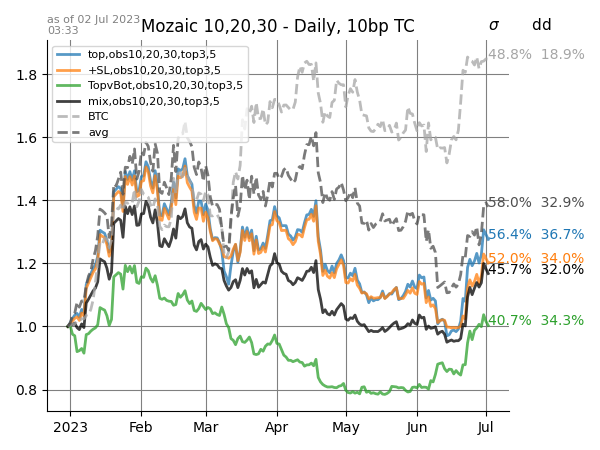 as of 02 Jul 2023
03:33
Mozaic 10,20,30 - Daily, 10bp TC
σ dd
top,obs10,20,30,top3,5
+SL,obs10,20,30,top3,5
TopvBot,obs10,20,30,top3,5
mix,obs10,20,30,top3,5
BTC
avg
48.8% 18.9%
58.0% 32.9%
56.4% 36.7%
52.0% 34.0%
45.7% 32.0%
40.7% 34.3%
1.8
1.6
1.4
1.2
1.0
0.8
2023 Feb Mar Apr May Jun Jul